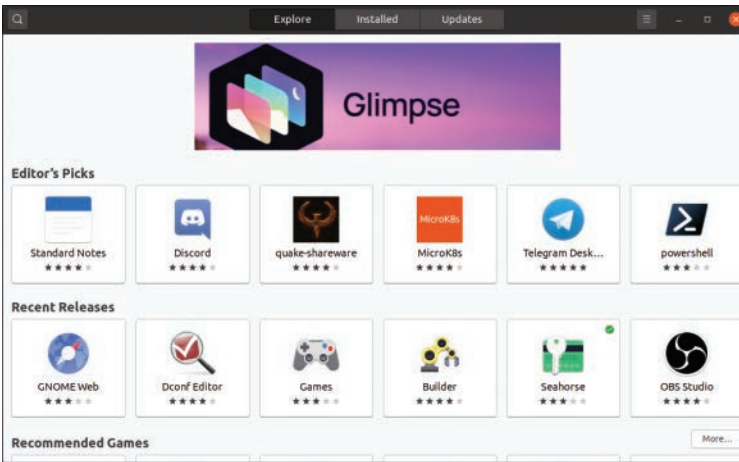 Explore Installed Updates
Glimpse
Editor's Picks
MicroK8s
Standard Notes Discord quake-shareware MicroK8s Telegram Desk... powershell
Recent Releases
GNOME Web Dconf Editor Games Builder Seahorse OBS Studio
Recommended Games More...